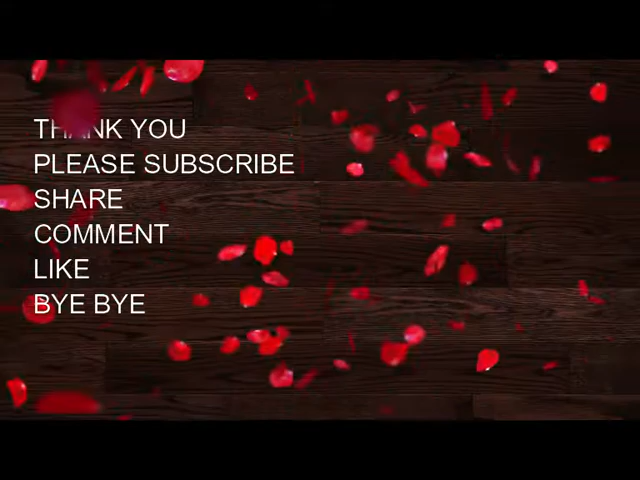 THANK YOU
PLEASE SUBSCRIBE
SHARE
COMMENT
LIKE
BYE BYE